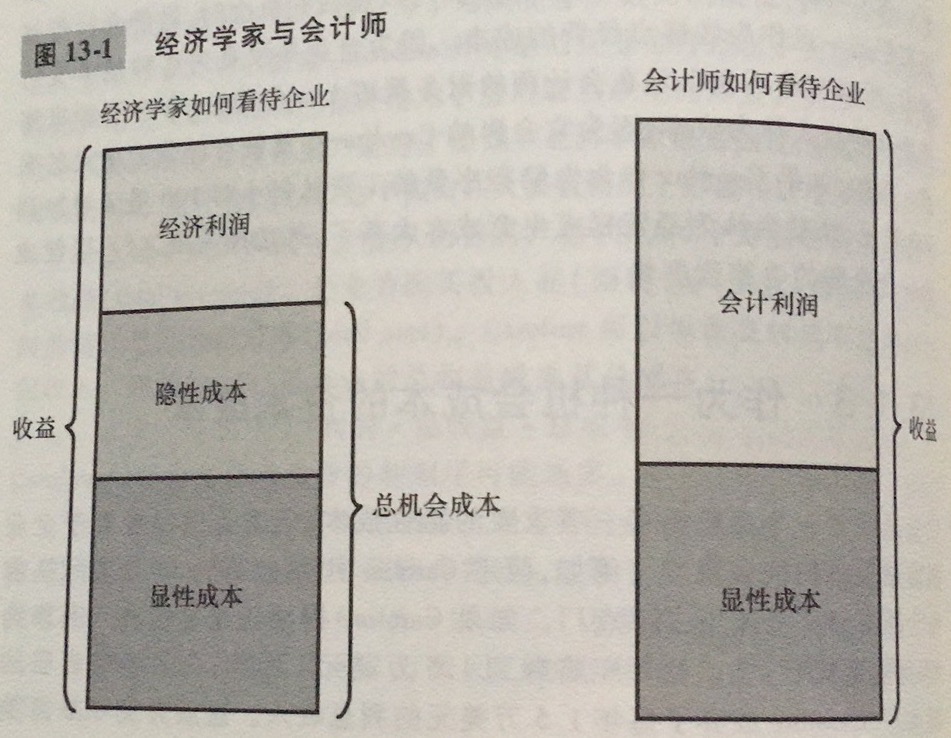 图 13-1 经济学家与会计师
经济学家如何看待企业
会计师如何看待企业
经济利润
会计利润
隐性成本
收益
收益
总机会成本
显性成本
显性成本